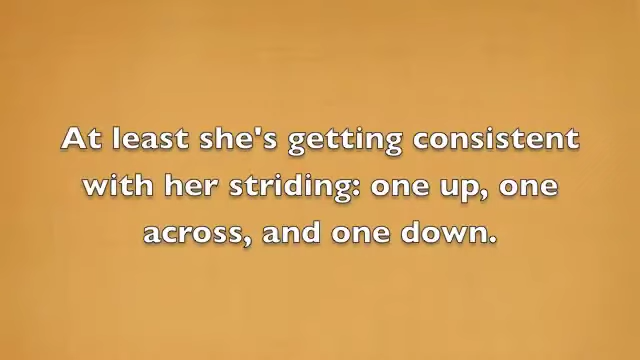 At least she's getting consistent
with her striding: one up, one
across, and one down.